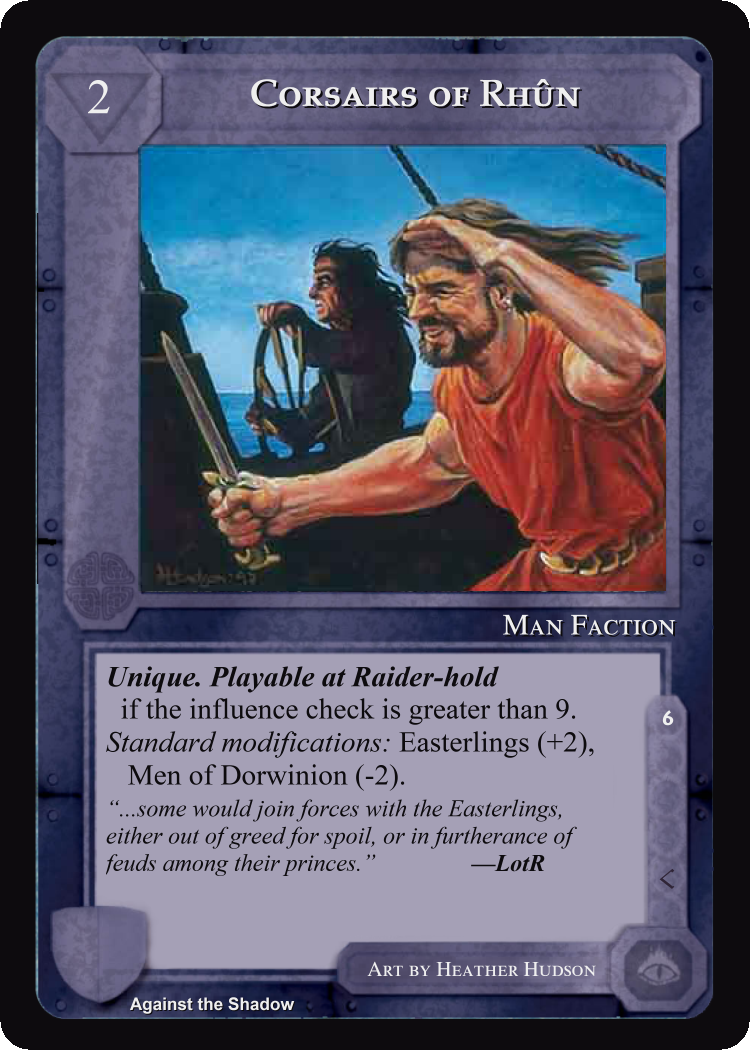 2
CORSAIRS OF RHÛN
MAN FACTION
Unique. Playable at Raider-hold
if the influence check is greater than 9.
Standard modifications: Easterlings (+2),
Men of Dorwinion (-2).
“...some would join forces with the Easterlings,
either out of greed for spoil, or in furtherance of
feuds among their princes.” —LotR
6
<
ART BY HEATHER HUDSON
Against the Shadow